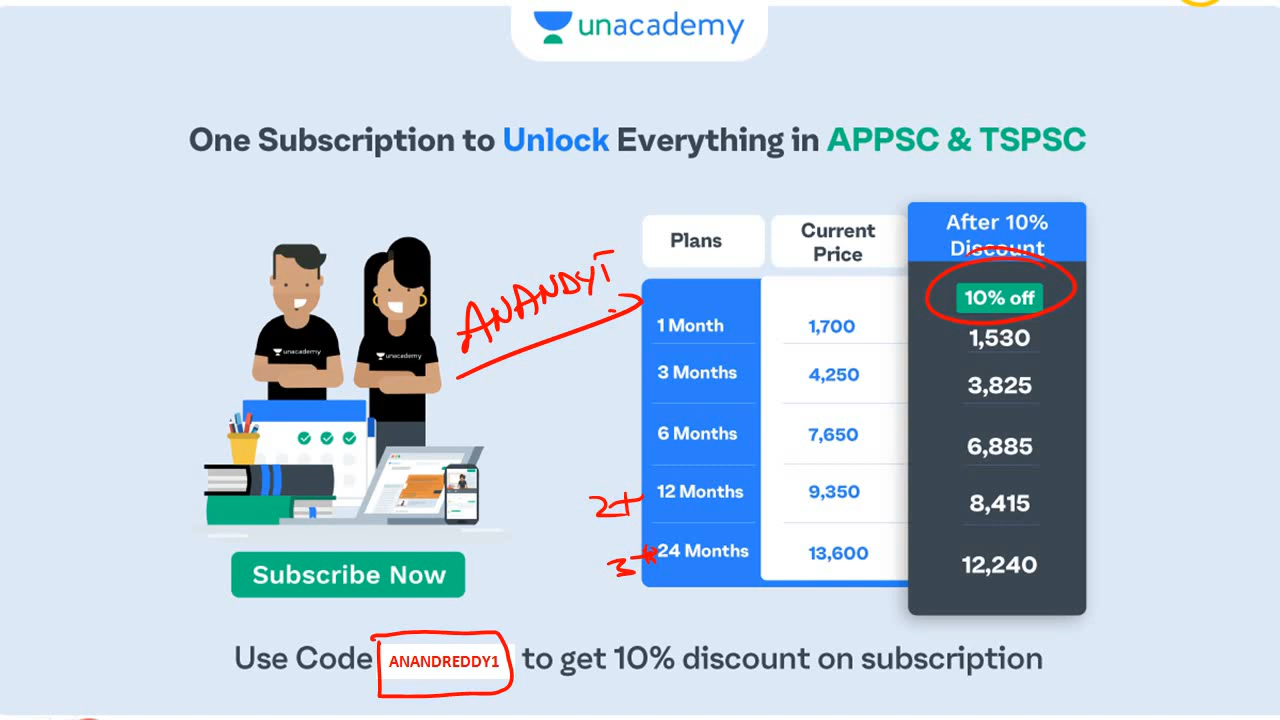 unacademy
One Subscription to Unlock Everything in APPSC & TSPSC
Plans
Current Price
After 10% Discount
10% off
1 Month 1,700 1,530
3 Months 4,250 3,825
6 Months 7,650 6,885
12 Months 9,350 8,415
24 Months 13,600 12,240
unacademy
unacademy
2+
3+
Subscribe Now
Use Code ANANDREDDY1 to get 10% discount on subscription